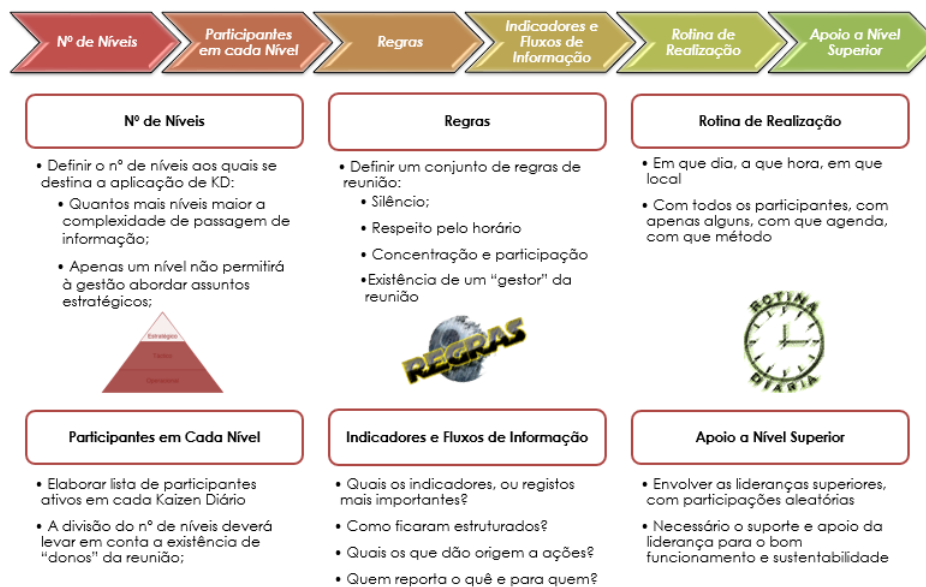 Nº de Níveis
Participantes
em cada Nível
Regras
Indicadores e
Fluxos de
Informação
Rotina de
Realização
Apoio a Nível
Superior
Nº de Níveis
• Definir o nº de níveis aos quais se
destina a aplicação de KD:
• Quantos mais níveis maior a
complexidade de passagem de
informação;
• Apenas um nível não permitirá
à gestão abordar assuntos
estratégicos;
Estratégico
Tático
Operacional
Regras
• Definir um conjunto de regras de
reunião:
• Silêncio;
• Respeito pelo horário
• Concentração e participação
•Existência de um “gestor” da
reunião
REGRAS
Rotina de Realização
• Em que dia, a que hora, em que
local
• Com todos os participantes, com
apenas alguns, com que agenda,
com que método
ROTINA
DIÁRIA
Participantes em Cada Nível
• Elaborar lista de participantes
ativos em cada Kaizen Diário
• A divisão do nº de níveis deverá
levar em conta a existência de
“donos” da reunião;
Indicadores e Fluxos de Informação
• Quais os indicadores, ou registos
mais importantes?
• Como ficaram estruturados?
• Quais os que dão origem a ações?
• Quem reporta o quê e para quem?
Apoio a Nível Superior
• Envolver as lideranças superiores,
com participações aleatórias
• Necessário o suporte e apoio da
liderança para o bom
funcionamento e sustentabilidade